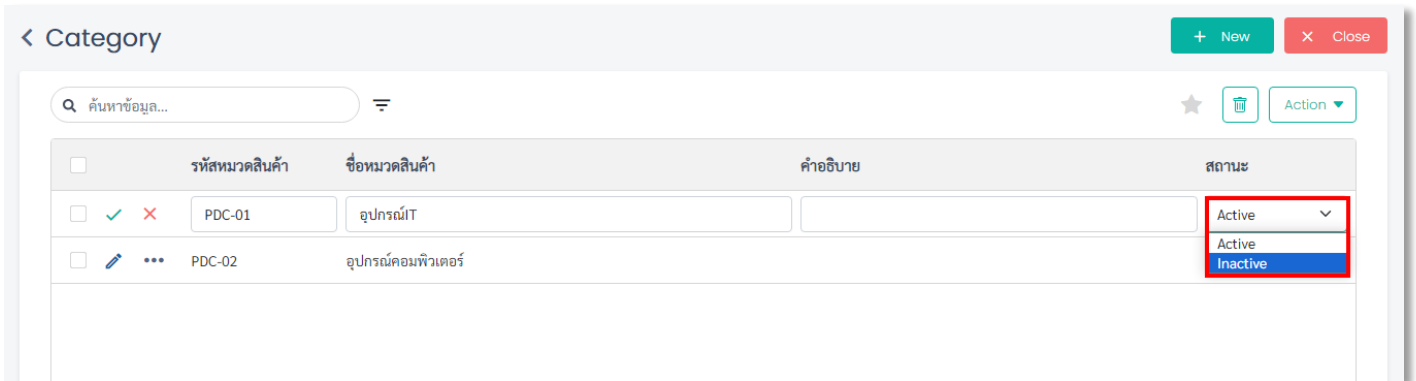 Category
+ New
× Close
ค้นหาข้อมูล...
Action
รหัสหมวดสินค้า ชื่อหมวดสินค้า คำอธิบาย สถานะ
PDC-01 อุปกรณ์IT Active
Active
Inactive
PDC-02 อุปกรณ์คอมพิวเตอร์